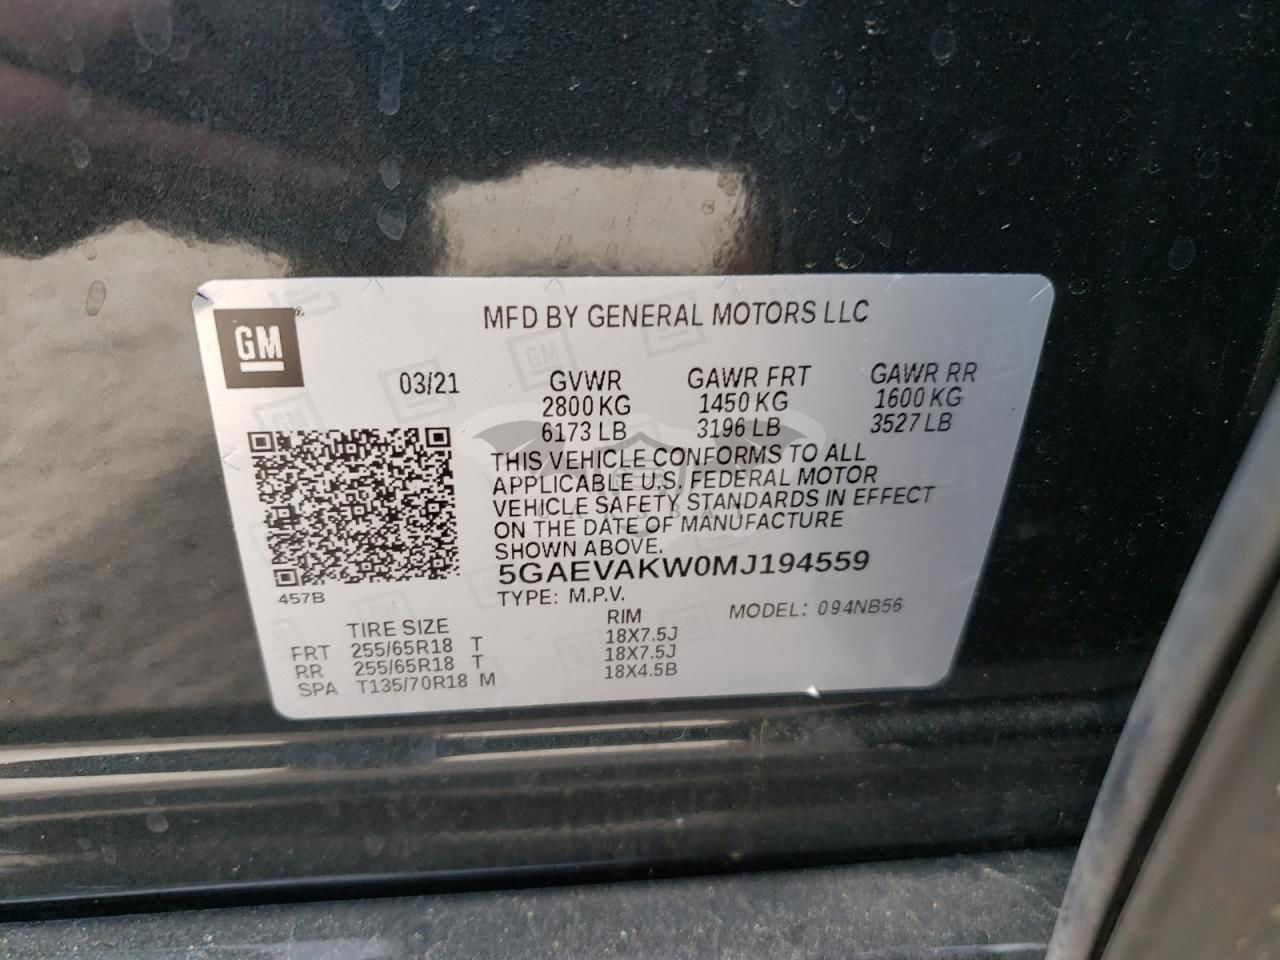 GM
MFD BY GENERAL MOTORS LLC
03/21 GVWR GAWR FRT GAWR RR
2800 KG 1450 KG 1600 KG
6173 LB 3196 LB 3527 LB
THIS VEHICLE CONFORMS TO ALL
APPLICABLE U.S. FEDERAL MOTOR
VEHICLE SAFETY STANDARDS IN EFFECT
ON THE DATE OF MANUFACTURE
SHOWN ABOVE.
5GAEVAKW0MJ194559
457B
TYPE: M.P.V. MODEL: 094NB56
TIRE SIZE RIM
FRT 255/65R18 T 18X7.5J
RR 255/65R18 T 18X7.5J
SPA T135/70R18 M 18X4.5B